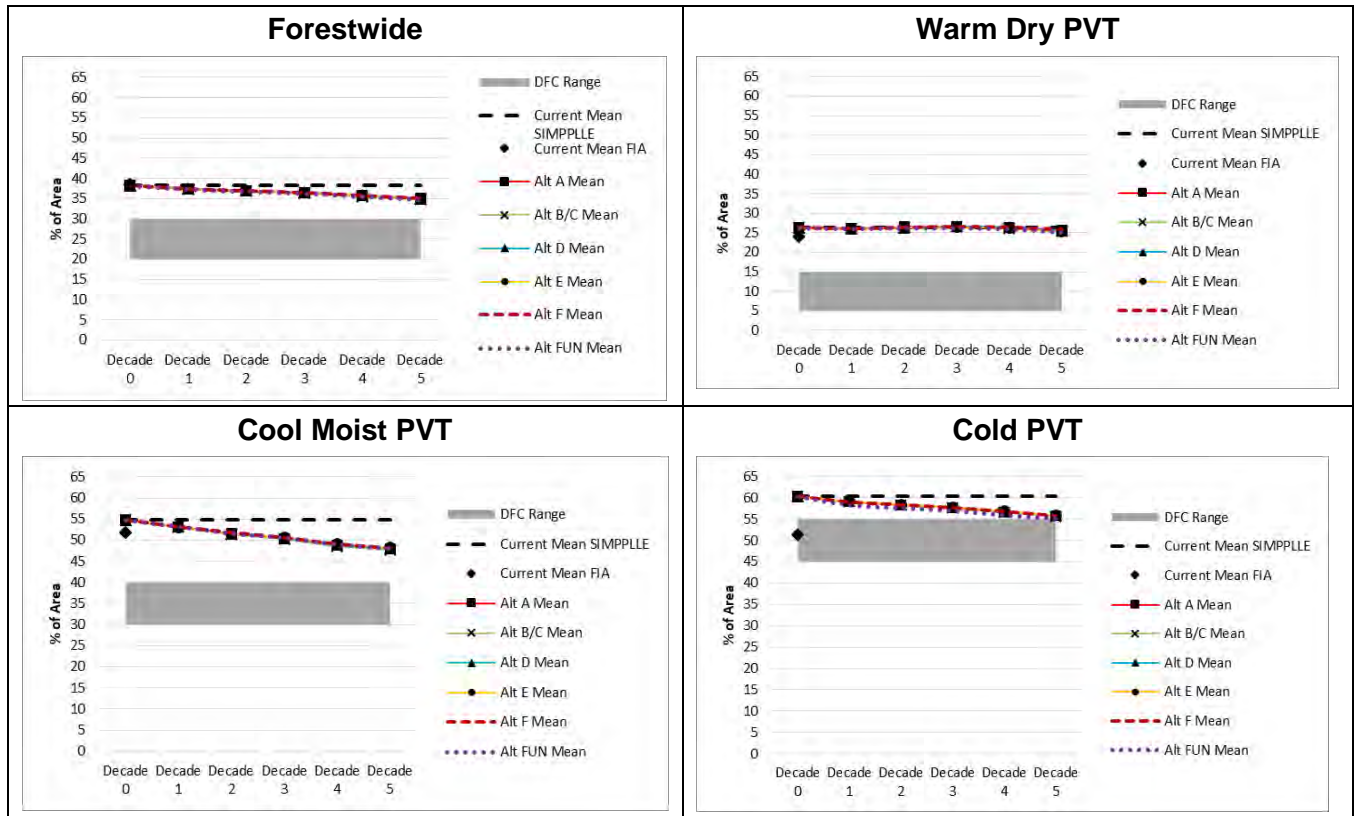 Forestwide
65
60
55
50
45
40
35
30
25
20
15
10
5
0
% of Area
Decade 0
Decade 1
Decade 2
Decade 3
Decade 4
Decade 5
DFC Range
Current Mean
SIMPPLLE
Current Mean FIA
Alt A Mean
Alt B/C Mean
Alt D Mean
Alt E Mean
Alt F Mean
Alt FUN Mean
Warm Dry PVT
65
60
55
50
45
40
35
30
25
20
15
10
5
0
% of Area
Decade 0
Decade 1
Decade 2
Decade 3
Decade 4
Decade 5
DFC Range
Current Mean SIMPPLLE
Current Mean FIA
Alt A Mean
Alt B/C Mean
Alt D Mean
Alt E Mean
Alt F Mean
Alt FUN Mean
Cool Moist PVT
65
60
55
50
45
40
35
30
25
20
15
10
5
0
% of Area
Decade 0
Decade 1
Decade 2
Decade 3
Decade 4
Decade 5
DFC Range
Current Mean SIMPPLLE
Current Mean FIA
Alt A Mean
Alt B/C Mean
Alt D Mean
Alt E Mean
Alt F Mean
Alt FUN Mean
Cold PVT
65
60
55
50
45
40
35
30
25
20
15
10
5
0
% of Area
Decade 0
Decade 1
Decade 2
Decade 3
Decade 4
Decade 5
DFC Range
Current Mean SIMPPLLE
Current Mean FIA
Alt A Mean
Alt B/C Mean
Alt D Mean
Alt E Mean
Alt F Mean
Alt FUN Mean